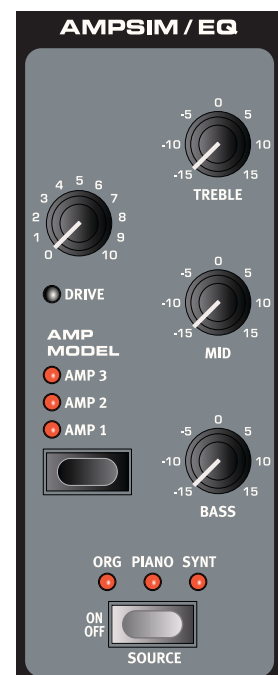 AMPSIM / EQ
0
-5 5
-10 10
-15 15
TREBLE
5
4 6
3 7
2 8
1 9
0 10
DRIVE
0
-5 5
-10 10
-15 15
MID
AMP
MODEL
AMP 3
AMP 2
AMP 1
0
-5 5
-10 10
-15 15
BASS
ORG PIANO SYNT
ON
OFF
SOURCE